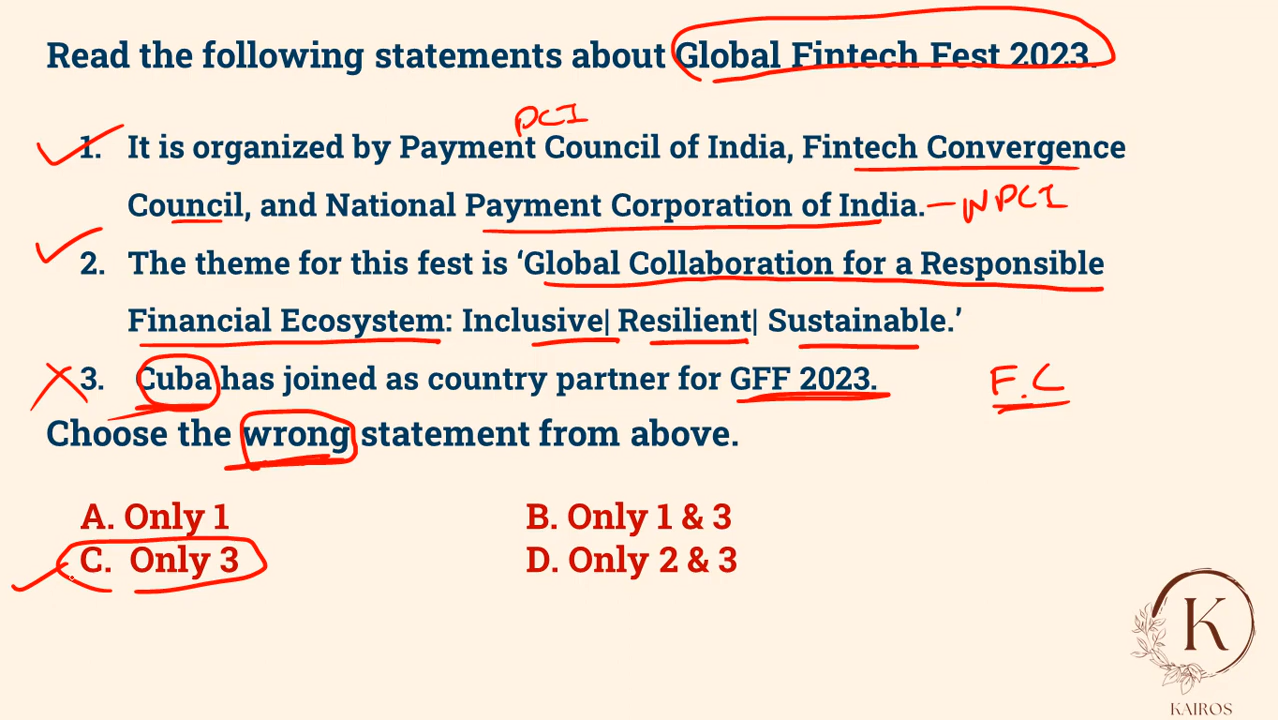 Read the following statements about Global Fintech Fest 2023.
PCI
1. It is organized by Payment Council of India, Fintech Convergence
Council, and National Payment Corporation of India. – NPCI
2. The theme for this fest is ‘Global Collaboration for a Responsible
Financial Ecosystem: Inclusive| Resilient| Sustainable.’
3. Cuba has joined as country partner for GFF 2023. F.C
Choose the wrong statement from above.
A. Only 1 B. Only 1 & 3
C. Only 3 D. Only 2 & 3
K
KAIROS